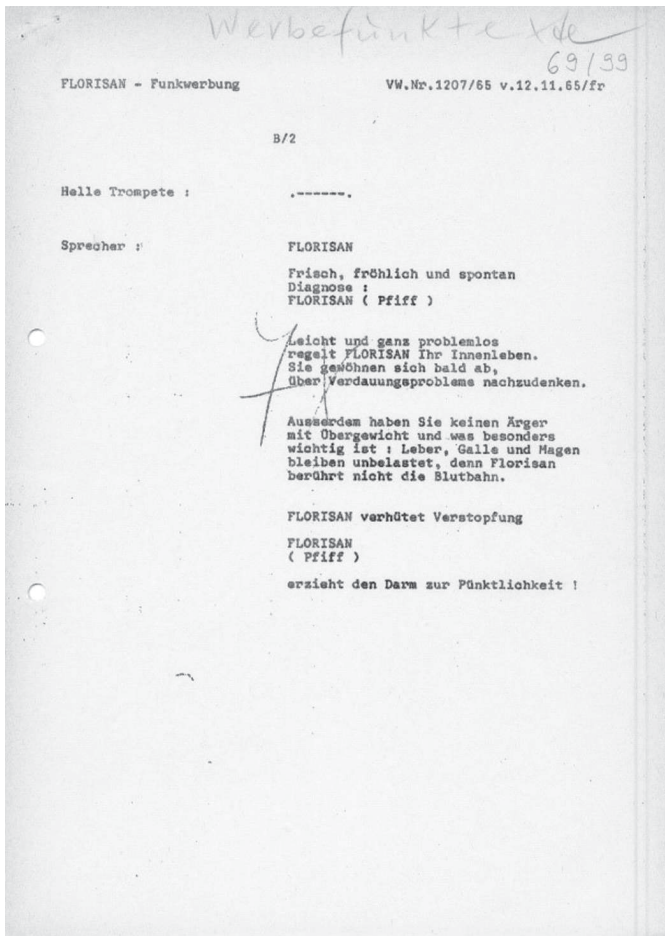 Werbefunktexte
69/99
FLORISAN - Funkwerbung VW.Nr.1207/65 v.12.11.65/fr
B/2
Helle Trompete : .------.
Sprecher : FLORISAN
Frisch, fröhlich und spontan
Diagnose :
FLORISAN ( Pfiff )
Leicht und ganz problemlos
regelt FLORISAN Ihr Innenleben.
Sie gewöhnen sich bald ab,
über Verdauungsprobleme nachzudenken.
Ausserdem haben Sie keinen Ärger
mit Übergewicht und was besonders
wichtig ist : Leber, Galle und Magen
bleiben unbelastet, denn Florisan
berührt nicht die Blutbahn.
FLORISAN verhütet Verstopfung
FLORISAN
( Pfiff )
erzieht den Darm zur Pünktlichkeit !